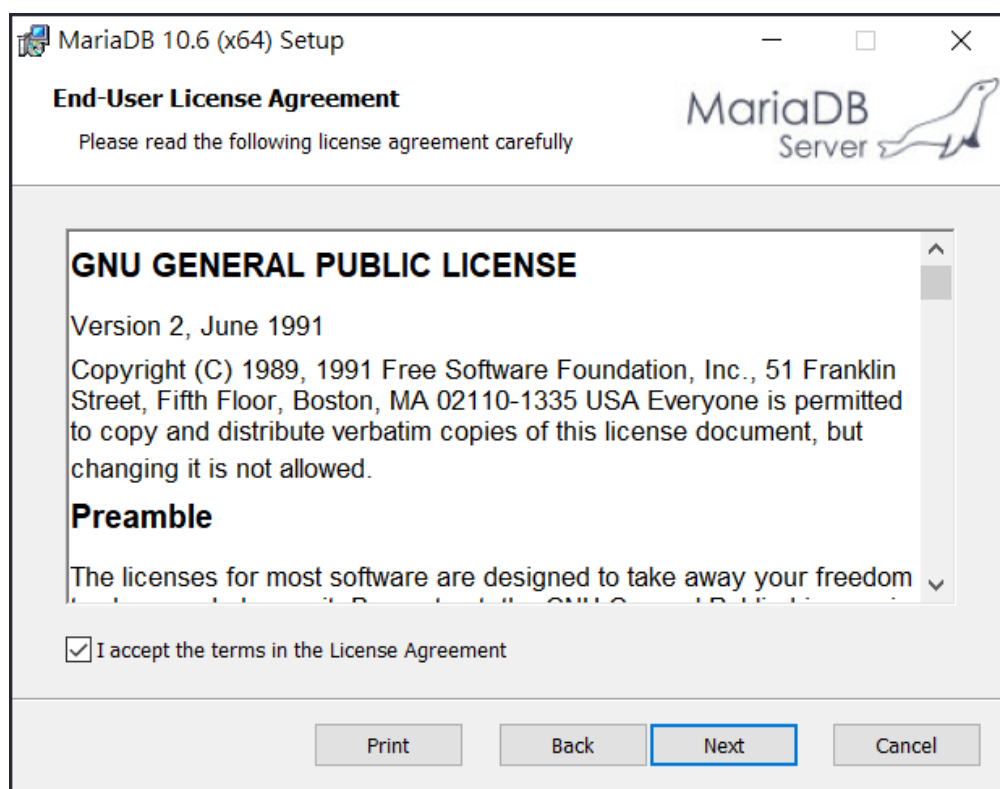 MariaDB 10.6 (x64) Setup
End-User License Agreement
Please read the following license agreement carefully
MariaDB
Server
GNU GENERAL PUBLIC LICENSE
Version 2, June 1991
Copyright (C) 1989, 1991 Free Software Foundation, Inc., 51 Franklin
Street, Fifth Floor, Boston, MA 02110-1335 USA Everyone is permitted
to copy and distribute verbatim copies of this license document, but
changing it is not allowed.
Preamble
The licenses for most software are designed to take away your freedom
I accept the terms in the License Agreement
Print
Back
Next
Cancel